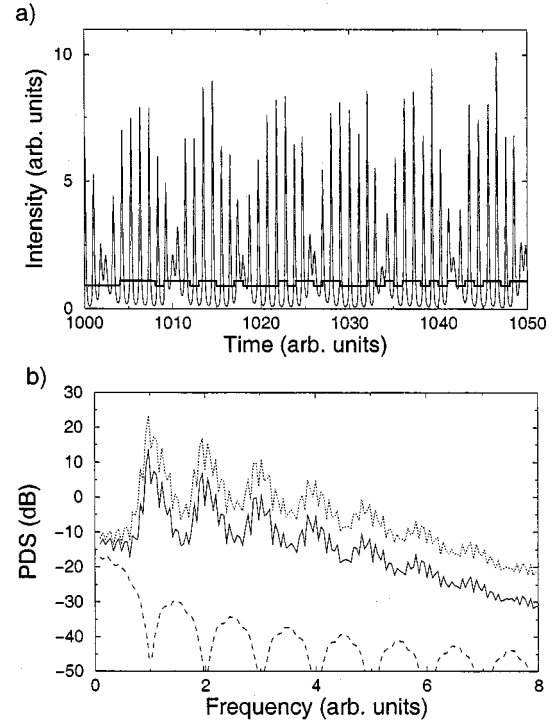 a)
10
5
0
Intensity (arb. units)
1000 1010 1020 1030 1040 1050
Time (arb. units)
b)
30
20
10
0
−10
−20
−30
−40
−50
PDS (dB)
0 2 4 6 8
Frequency (arb. units)